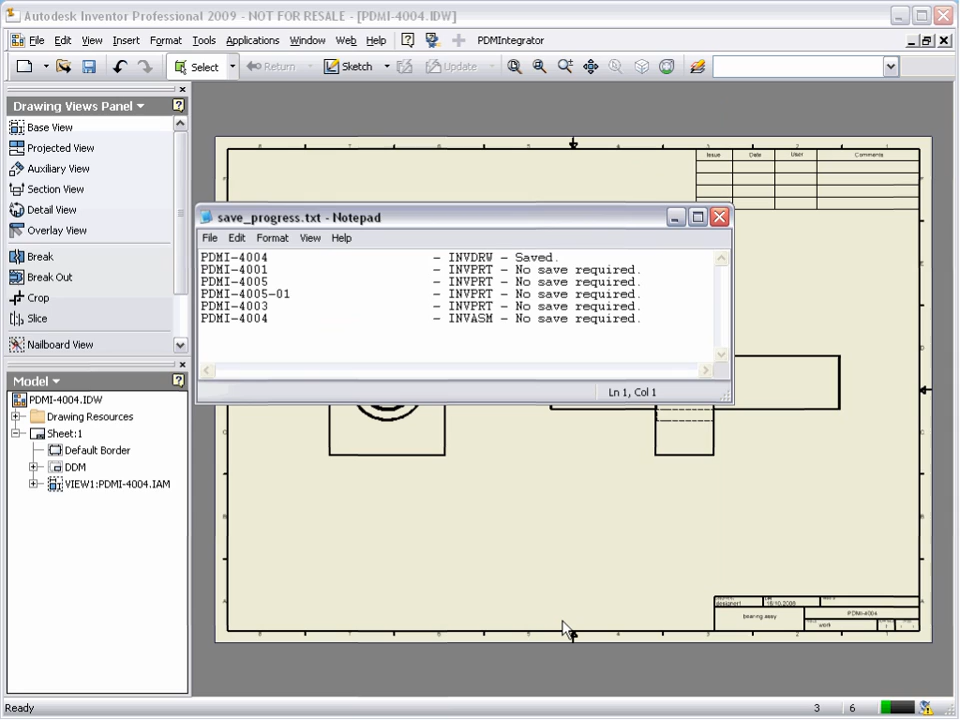 Autodesk Inventor Professional 2009 - NOT FOR RESALE - [PDMI-4004.IDW]
File Edit View Insert Format Tools Applications Window Web Help PDMIntegrator
Select Return Sketch Update
Drawing Views Panel
Base View
Projected View
Auxiliary View
Section View
Detail View
Overlay View
Break
Break Out
Crop
Slice
Nailboard View
Model
PDMI-4004.IDW
Drawing Resources
Sheet:1
Default Border
DDM
VIEW1:PDMI-4004.IAM
Issue Date User Comments
save_progress.txt - Notepad
File Edit Format View Help
PDMI-4004 - INVDRW - Saved.
PDMI-4001 - INVPRT - No save required.
PDMI-4005 - INVPRT - No save required.
PDMI-4005-01 - INVPRT - No save required.
PDMI-4003 - INVPRT - No save required.
PDMI-4004 - INVASM - No save required.
Ln 1, Col 1
designer1
bearing assy
PDMI-4004
work
Ready
3 6